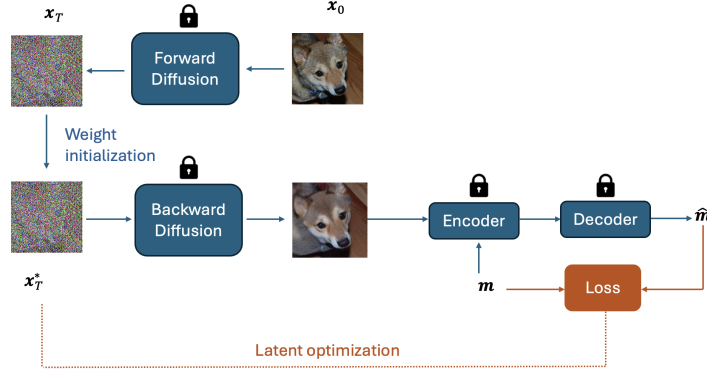 x_T
x_0
Forward
Diffusion
Weight
initialization
Backward
Diffusion
Encoder
Decoder
m̂
x_T^*
m
Loss
Latent optimization